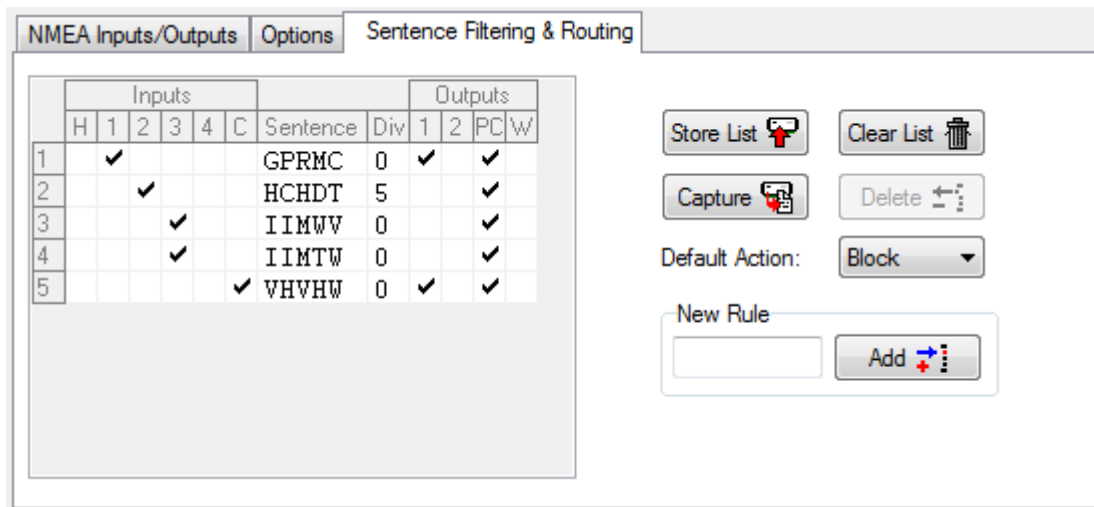 NMEA Inputs/Outputs Options Sentence Filtering & Routing
Inputs Outputs
H 1 2 3 4 C Sentence Div 1 2 PC W
1 ✔ GPRMC 0 ✔ ✔
2 ✔ HCHDT 5 ✔
3 ✔ IIMWV 0 ✔
4 ✔ IIMTW 0 ✔
5 ✔ VHVHW 0 ✔ ✔
Store List Clear List
Capture Delete
Default Action: Block
New Rule
Add